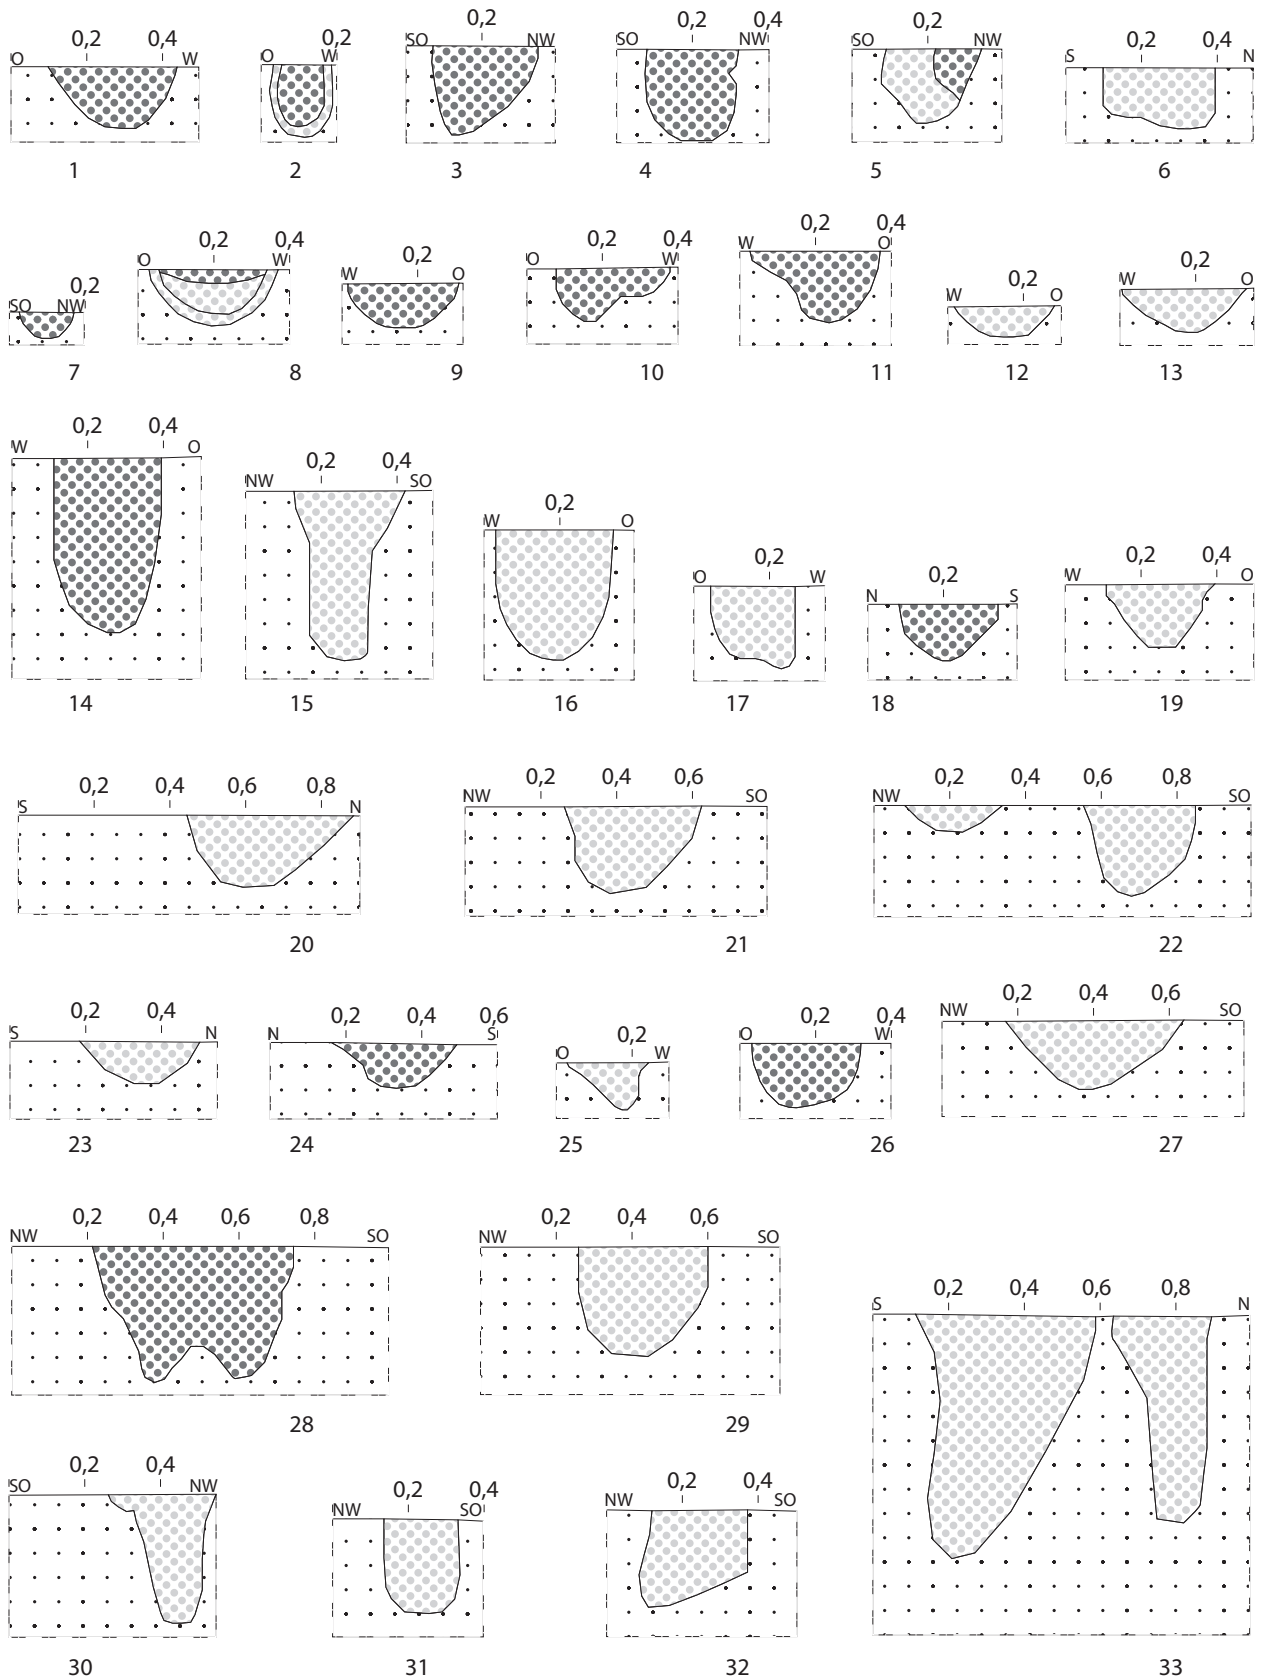 0,2 0,4
O W
1
0,2
O W
2
0,2
SO NW
3
0,2 0,4
SO NW
4
0,2
SO NW
5
0,2 0,4
S N
6
0,2
SO NW
7
0,2 0,4
O W
8
0,2
W O
9
0,2 0,4
O W
10
0,2 0,4
W O
11
0,2
W O
12
0,2
W O
13
0,2 0,4
W O
14
0,2 0,4
NW SO
15
0,2
W O
16
0,2
O W
17
0,2
N S
18
0,2 0,4
W O
19
0,2 0,4 0,6 0,8
S N
20
0,2 0,4 0,6
NW SO
21
0,2 0,4 0,6 0,8
NW SO
22
0,2 0,4
S N
23
0,2 0,4 0,6
N S
24
0,2
O W
25
0,2 0,4
O W
26
0,2 0,4 0,6
NW SO
27
0,2 0,4 0,6 0,8
NW SO
28
0,2 0,4 0,6
NW SO
29
0,2 0,4
SO NW
30
0,2 0,4
NW SO
31
0,2 0,4
NW SO
32
0,2 0,4 0,6 0,8
S N
33